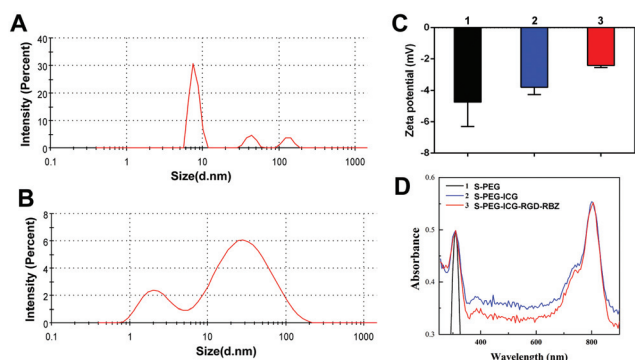 A
Intensity (Percent)
40
30
20
10
0
0.1 1 10 100 1000
Size(d.nm)
B
Intensity (Percent)
8
6
4
2
0
0.1 1 10 100 1000
Size(d.nm)
C
1 2 3
Zeta potential (mV)
0
-2
-4
-6
-8
D
1 S-PEG
2 S-PEG-ICG
3 S-PEG-ICG-RGD-RBZ
Absorbance
0.6
0.5
0.4
0.3
400 600 800
Wavelength (nm)